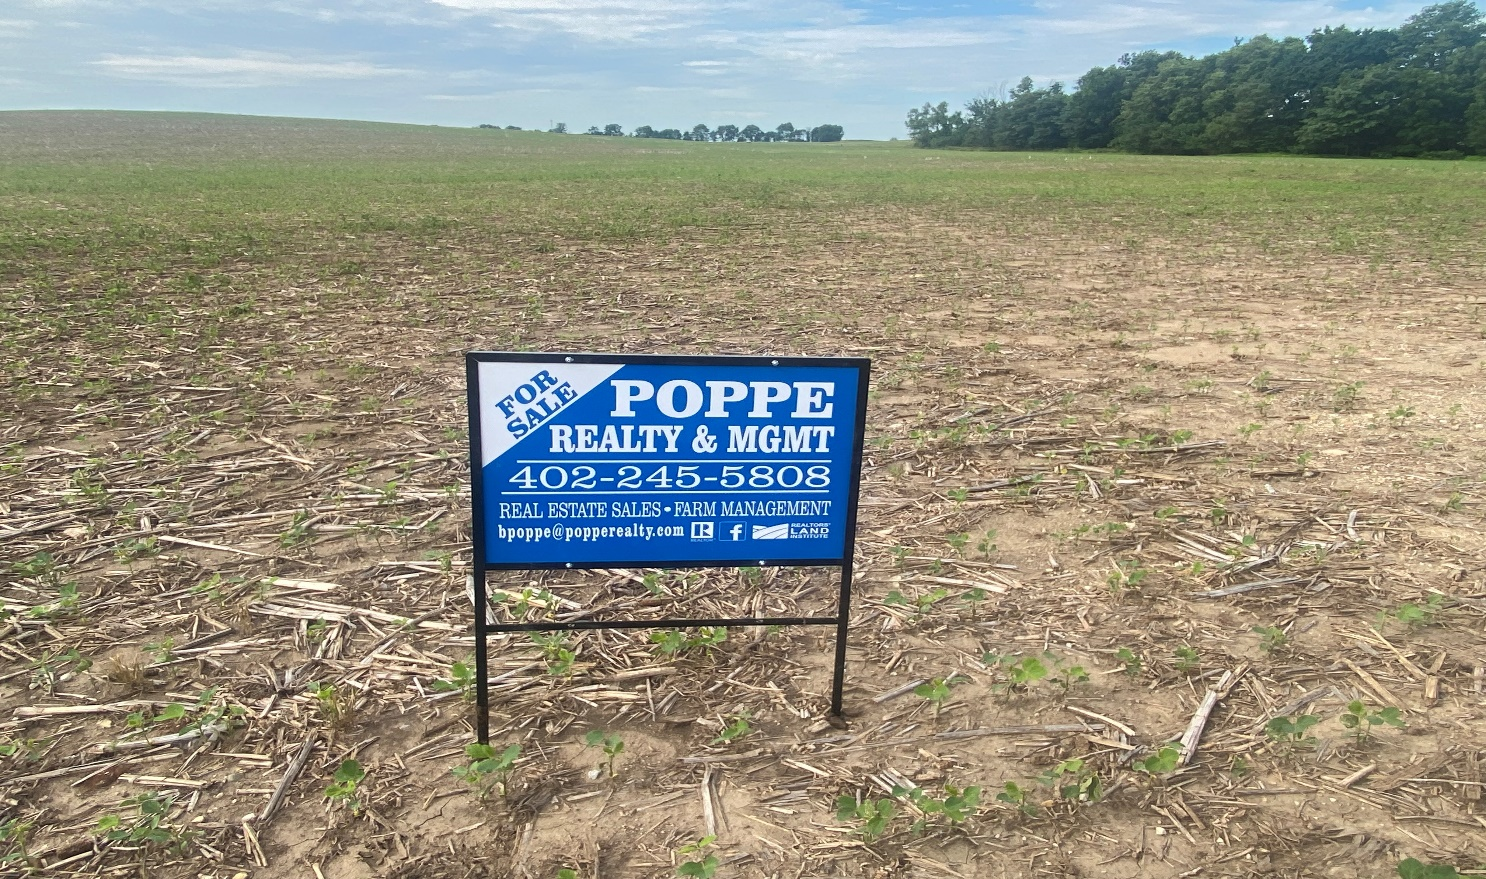 FOR
SALE
POPPE
REALTY & MGMT
402-245-5808
REAL ESTATE SALES • FARM MANAGEMENT
bpoppe@popperealty.com
REALTOR
f
REALTORS
LAND
INSTITUTE